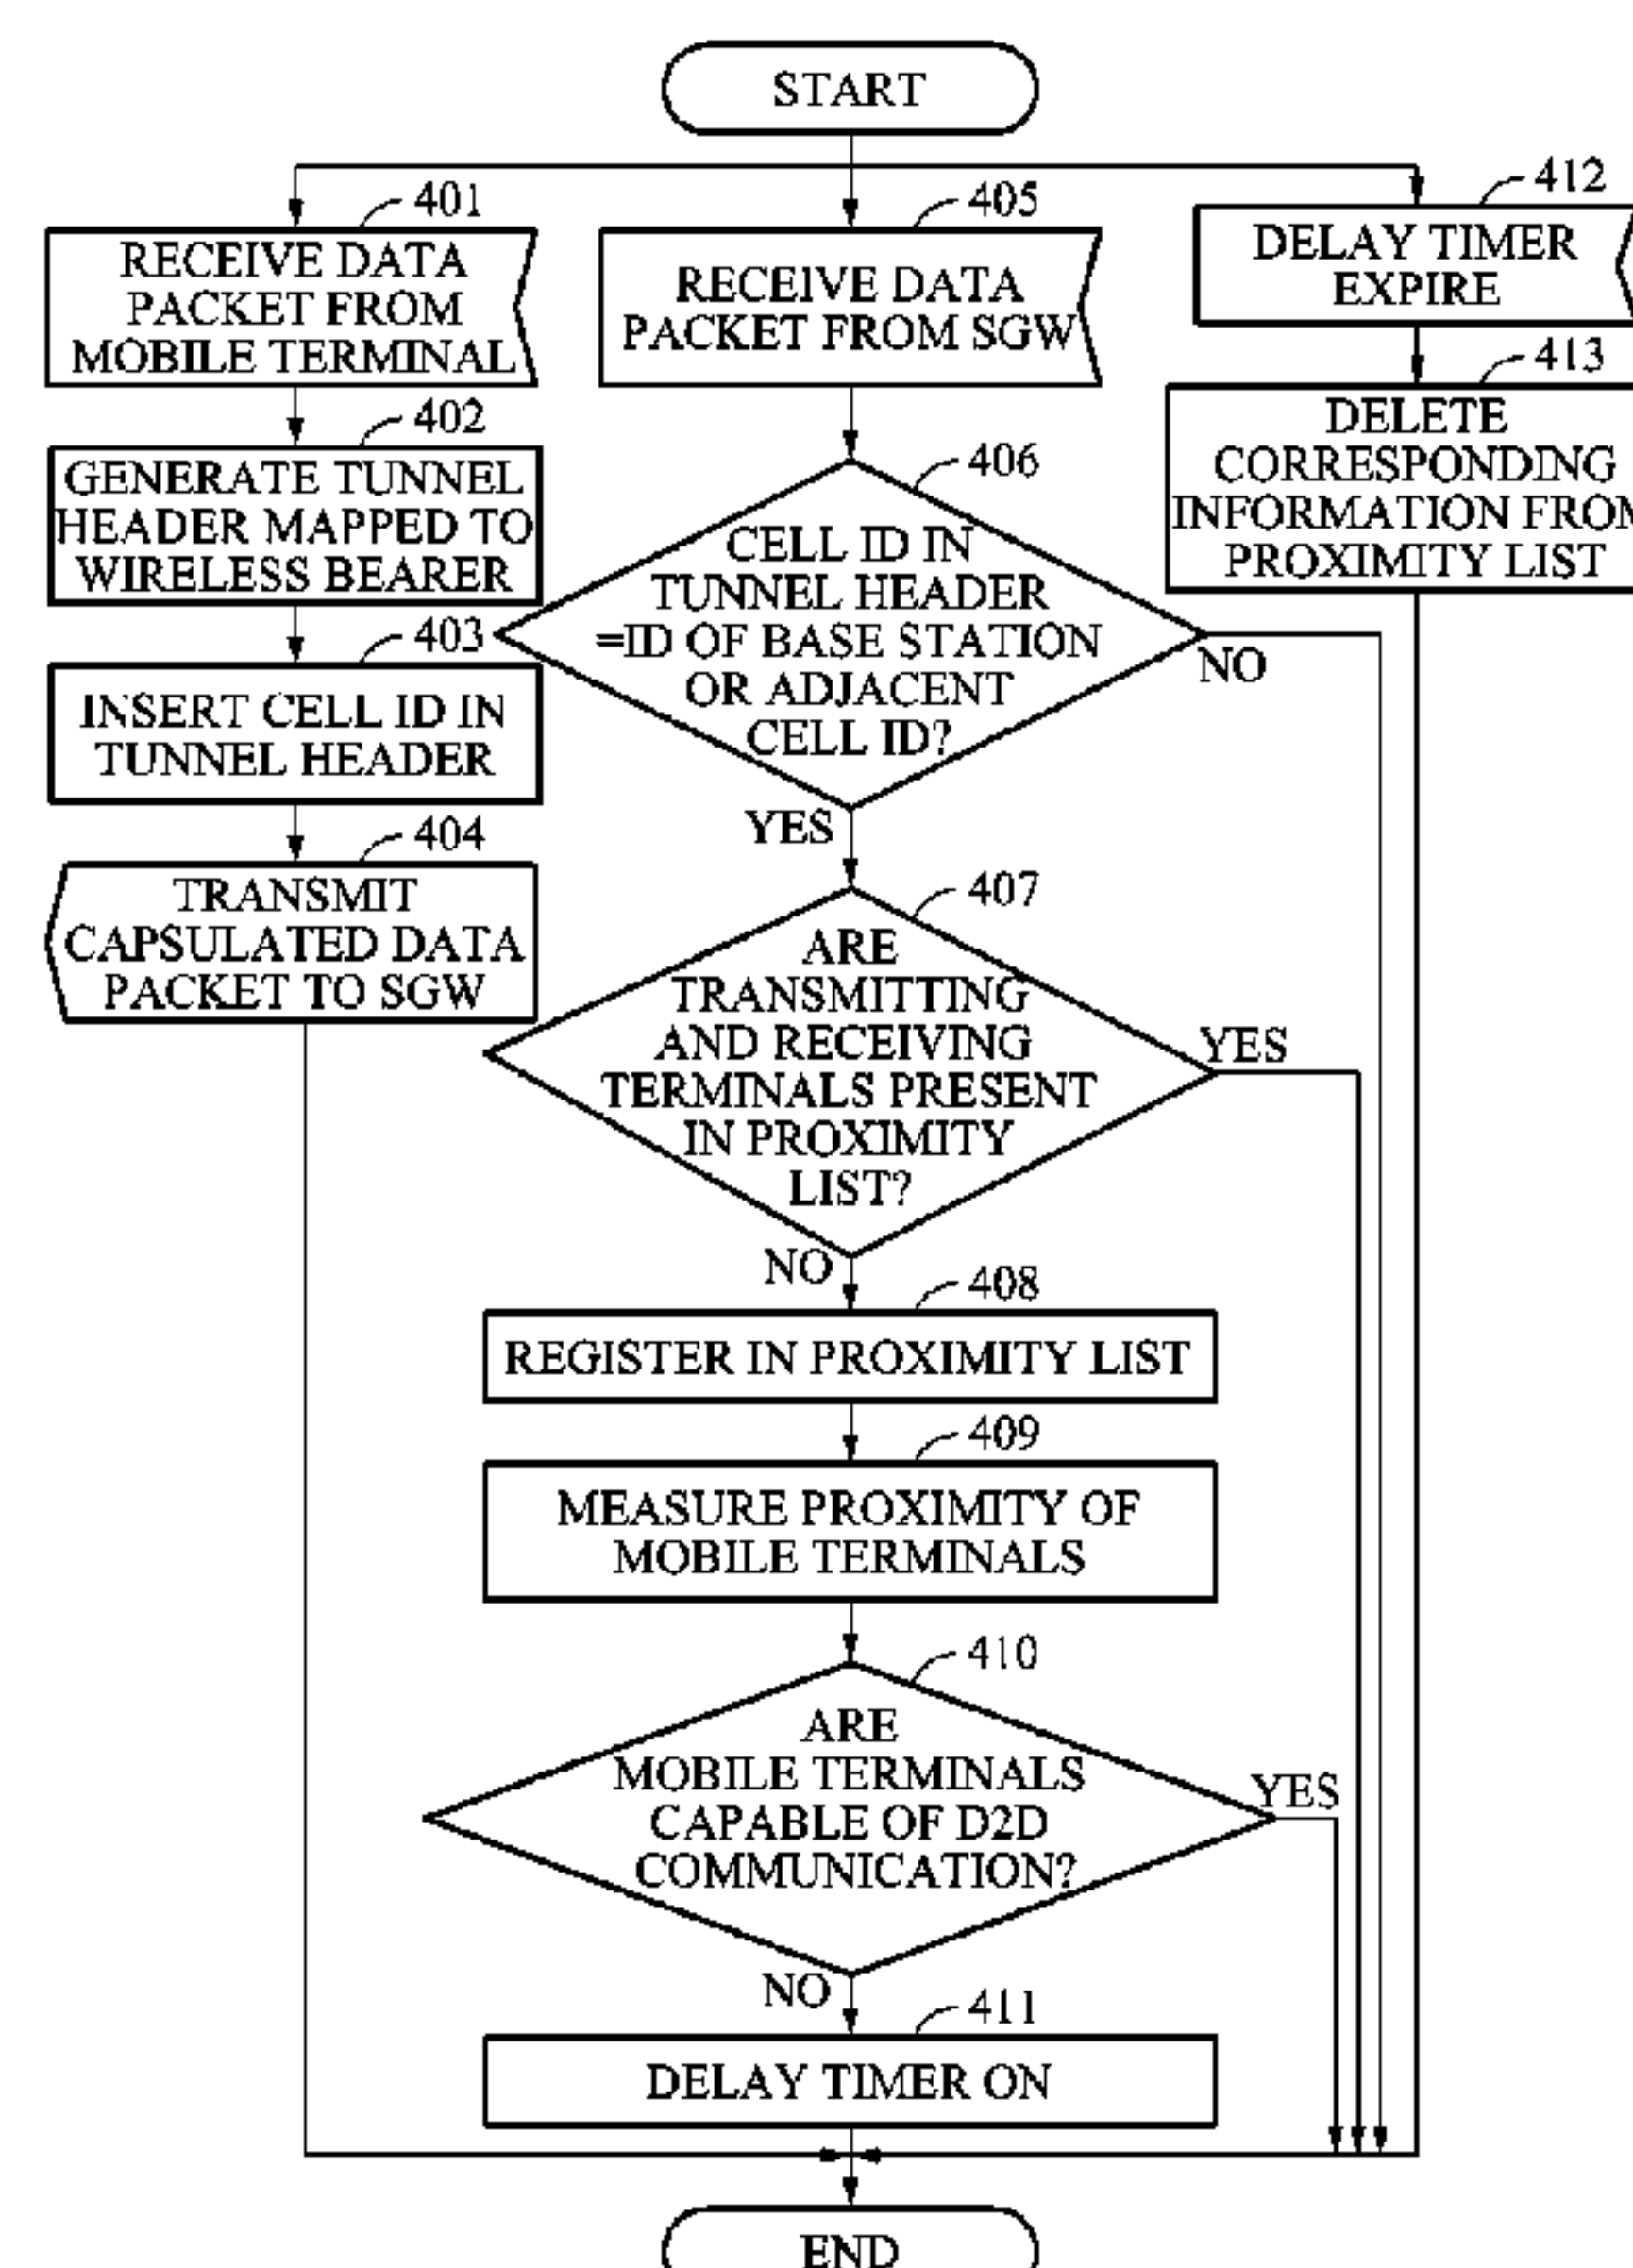 START
401
RECEIVE DATA
PACKET FROM
MOBILE TERMINAL
402
GENERATE TUNNEL
HEADER MAPPED TO
WIRELESS BEARER
403
INSERT CELL ID IN
TUNNEL HEADER
404
TRANSMIT
CAPSULATED DATA
PACKET TO SGW
405
RECEIVE DATA
PACKET FROM SGW
406
CELL ID IN
TUNNEL HEADER
=ID OF BASE STATION
OR ADJACENT
CELL ID?
NO
YES
407
ARE
TRANSMITTING
AND RECEIVING
TERMINALS PRESENT
IN PROXIMITY
LIST?
YES
NO
408
REGISTER IN PROXIMITY LIST
409
MEASURE PROXIMITY OF
MOBILE TERMINALS
410
ARE
MOBILE TERMINALS
CAPABLE OF D2D
COMMUNICATION?
YES
NO
411
DELAY TIMER ON
412
DELAY TIMER
EXPIRE
413
DELETE
CORRESPONDING
INFORMATION FROM
PROXIMITY LIST
END